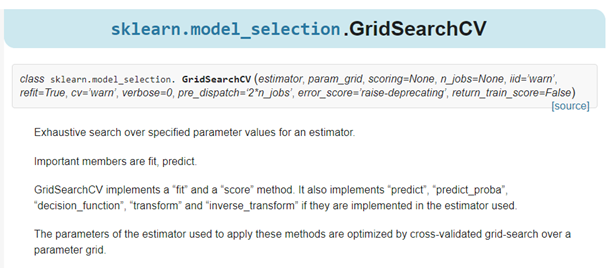 sklearn.model_selection.GridSearchCV
class sklearn.model_selection. GridSearchCV (estimator, param_grid, scoring=None, n_jobs=None, iid=’warn’,
refit=True, cv=’warn’, verbose=0, pre_dispatch=‘2*n_jobs’, error_score=’raise-deprecating’, return_train_score=False)
[source]
Exhaustive search over specified parameter values for an estimator.
Important members are fit, predict.
GridSearchCV implements a “fit” and a “score” method. It also implements “predict”, “predict_proba”,
“decision_function”, “transform” and “inverse_transform” if they are implemented in the estimator used.
The parameters of the estimator used to apply these methods are optimized by cross-validated grid-search over a
parameter grid.